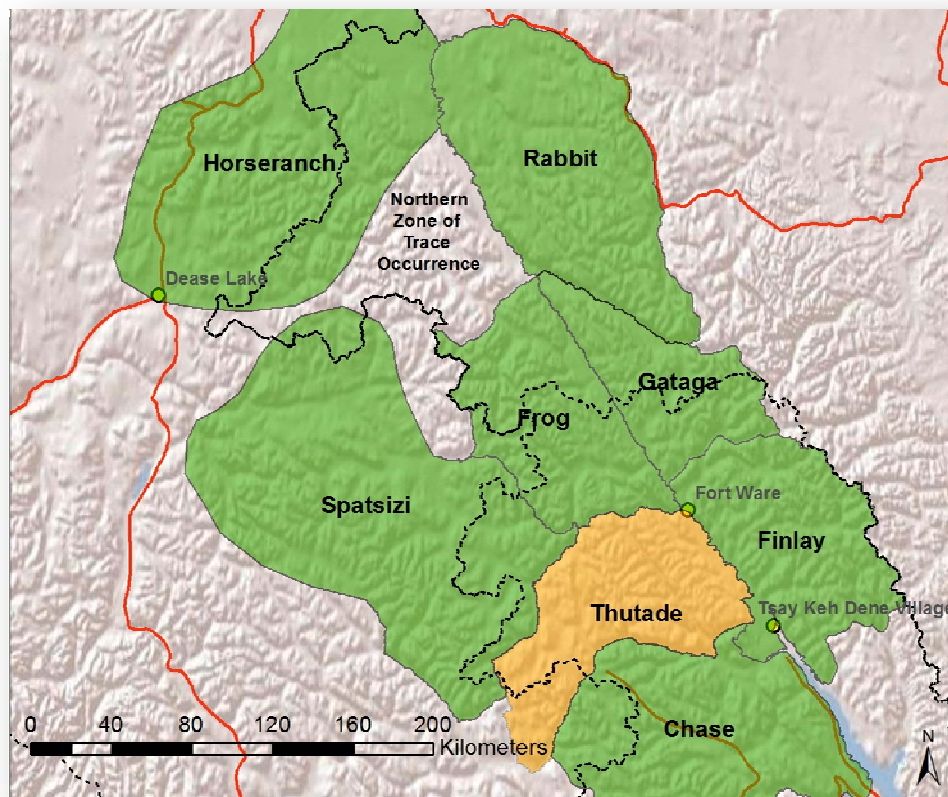 Horseranch
Rabbit
Northern
Zone of
Trace
Occurrence
Dease Lake
Gataga
Frog
Fort Ware
Spatsizi
Finlay
Thutade
Tsay Keh Dene Village
Chase
0 40 80 120 160 200
Kilometers
N